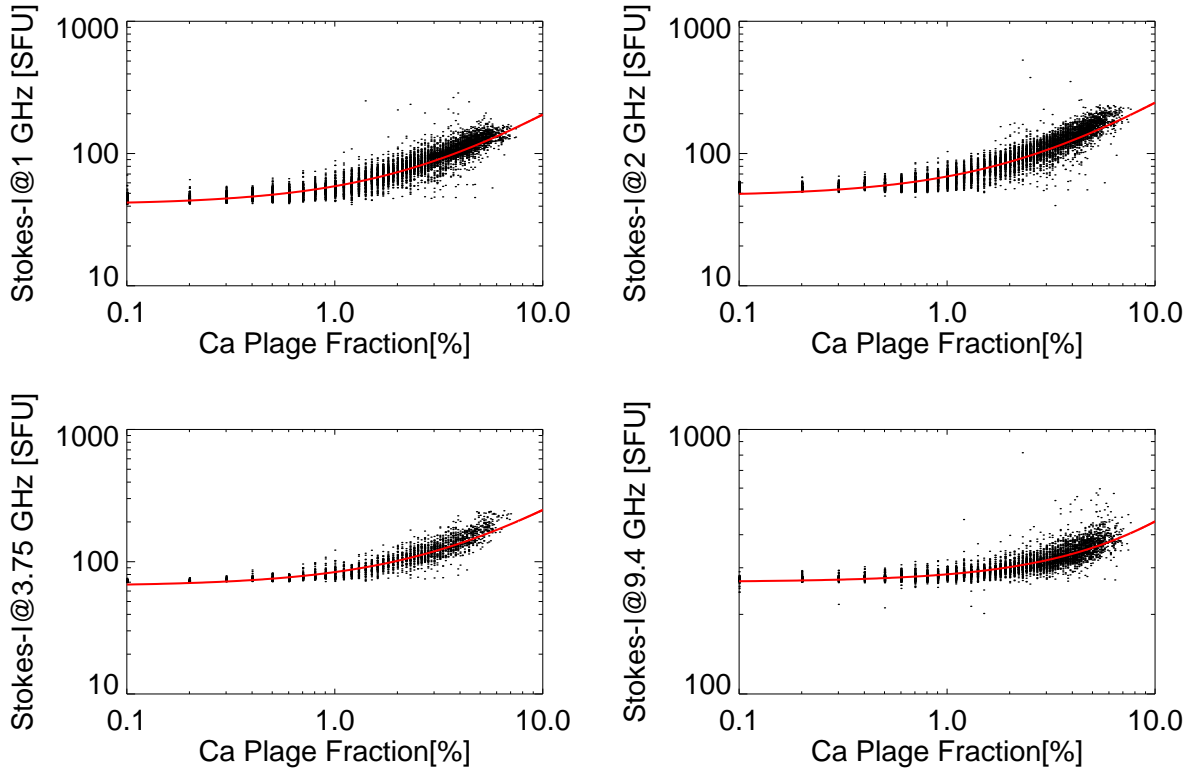 Stokes-I@1 GHz [SFU]
1000
100
10
0.1 1.0 10.0
Ca Plage Fraction[%]
Stokes-I@2 GHz [SFU]
1000
100
10
0.1 1.0 10.0
Ca Plage Fraction[%]
Stokes-I@3.75 GHz [SFU]
1000
100
10
0.1 1.0 10.0
Ca Plage Fraction[%]
Stokes-I@9.4 GHz [SFU]
1000
100
0.1 1.0 10.0
Ca Plage Fraction[%]